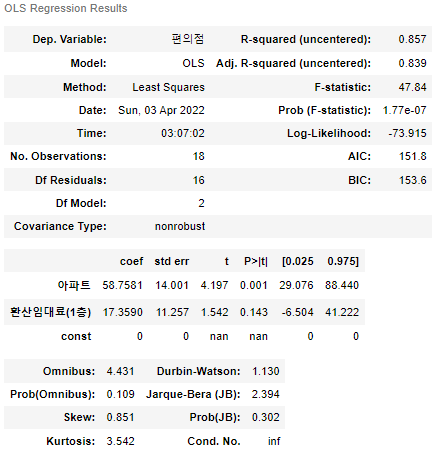 OLS Regression Results
Dep. Variable: 편의점 R-squared (uncentered): 0.857
Model: OLS Adj. R-squared (uncentered): 0.839
Method: Least Squares F-statistic: 47.84
Date: Sun, 03 Apr 2022 Prob (F-statistic): 1.77e-07
Time: 03:07:02 Log-Likelihood: -73.915
No. Observations: 18 AIC: 151.8
Df Residuals: 16 BIC: 153.6
Df Model: 2
Covariance Type: nonrobust
coef std err t P>|t| [0.025 0.975]
아파트 58.7581 14.001 4.197 0.001 29.076 88.440
환산임대료(1층) 17.3590 11.257 1.542 0.143 -6.504 41.222
const 0 0 nan nan 0 0
Omnibus: 4.431 Durbin-Watson: 1.130
Prob(Omnibus): 0.109 Jarque-Bera (JB): 2.394
Skew: 0.851 Prob(JB): 0.302
Kurtosis: 3.542 Cond. No. inf